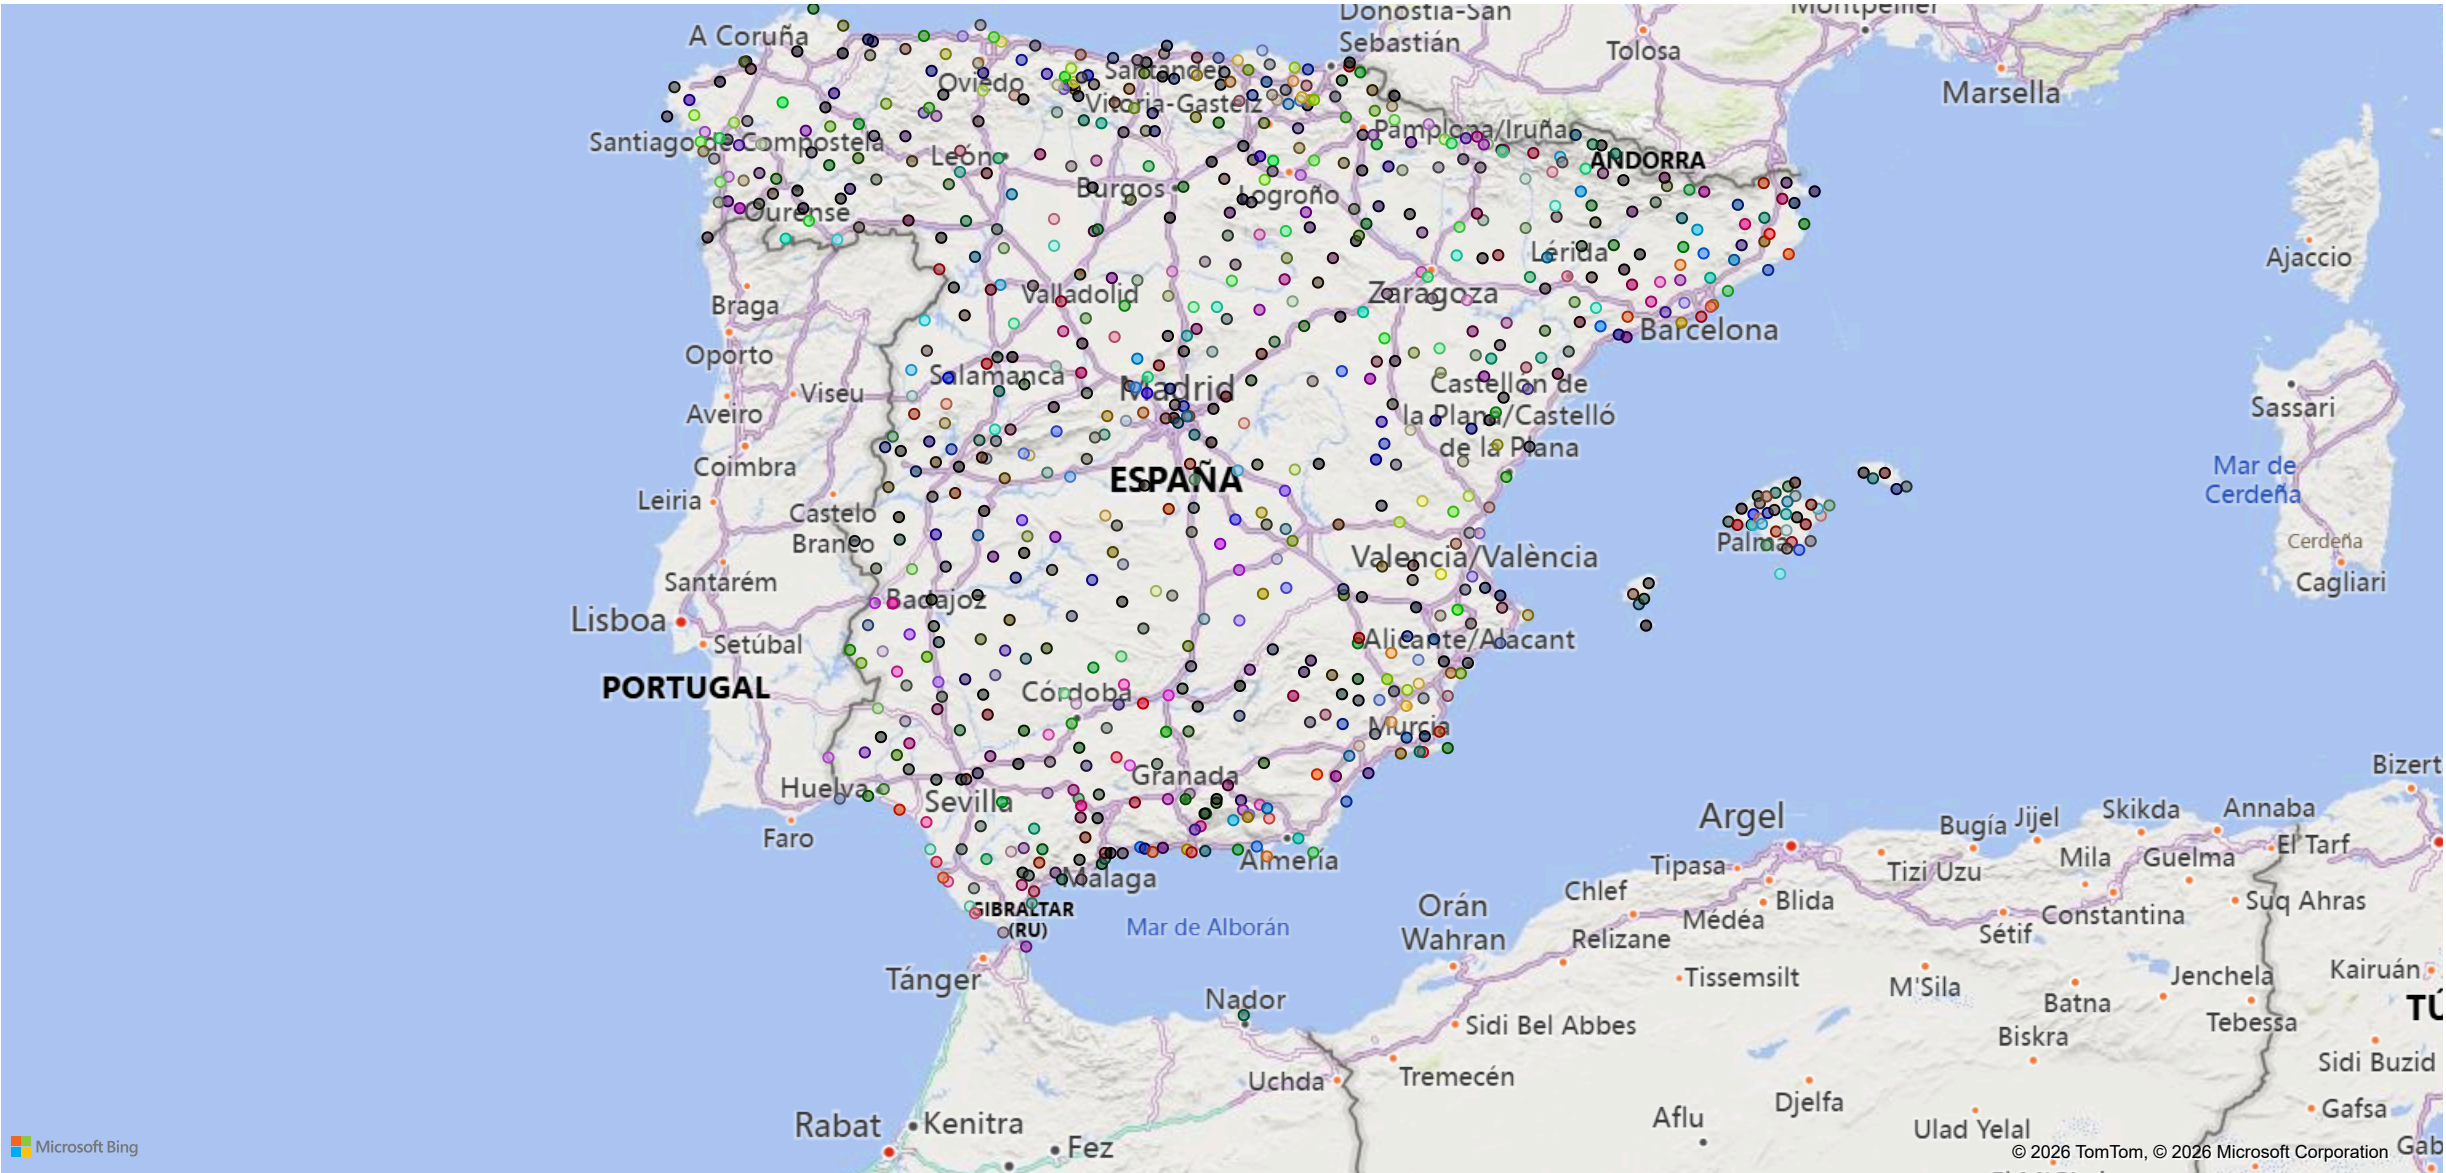 Donostia-San
Sebastián
Montpellier
A Coruña
Tolosa
Oviedo
Santander
Marsella
Vitoria-Gasteiz
Santiago de Compostela
Pamplona/Iruña
León
ANDORRA
Burgos
Logroño
Ourense
Lérida
Ajaccio
Braga
Valladolid
Zaragoza
Barcelona
Oporto
Salamanca
Madrid
Castellón de
la Plana/Castelló
de la Plana
Viseu
Aveiro
Sassari
Coimbra
ESPAÑA
Mar de
Cerdeña
Leiria
Castelo
Branco
Palma
Valencia/València
Cerdeña
Santarém
Cagliari
Badajoz
Lisboa
Setúbal
Alicante/Alacant
PORTUGAL
Córdoba
Murcia
Huelva
Granada
Bizert
Sevilla
Argel
Bugía
Jijel
Skikda
Annaba
Faro
Almería
El Tarf
Tipasa
Tizi Uzu
Mila
Guelma
Málaga
Chlef
Blida
Suq Ahras
GIBRALTAR
(RU)
Mar de Alborán
Orán
Wahran
Médéa
Constantina
Relizane
Sétif
Tánger
Tissemsilt
M'Sila
Jenchela
Kairuán
Nador
Batna
TÚ
Sidi Bel Abbes
Biskra
Tebessa
Sidi Buzid
Uchda
Tremecén
Djelfa
Gafsa
Rabat
Kenitra
Aflu
Ulad Yelal
Fez
Gab
Microsoft Bing
© 2026 TomTom, © 2026 Microsoft Corporation